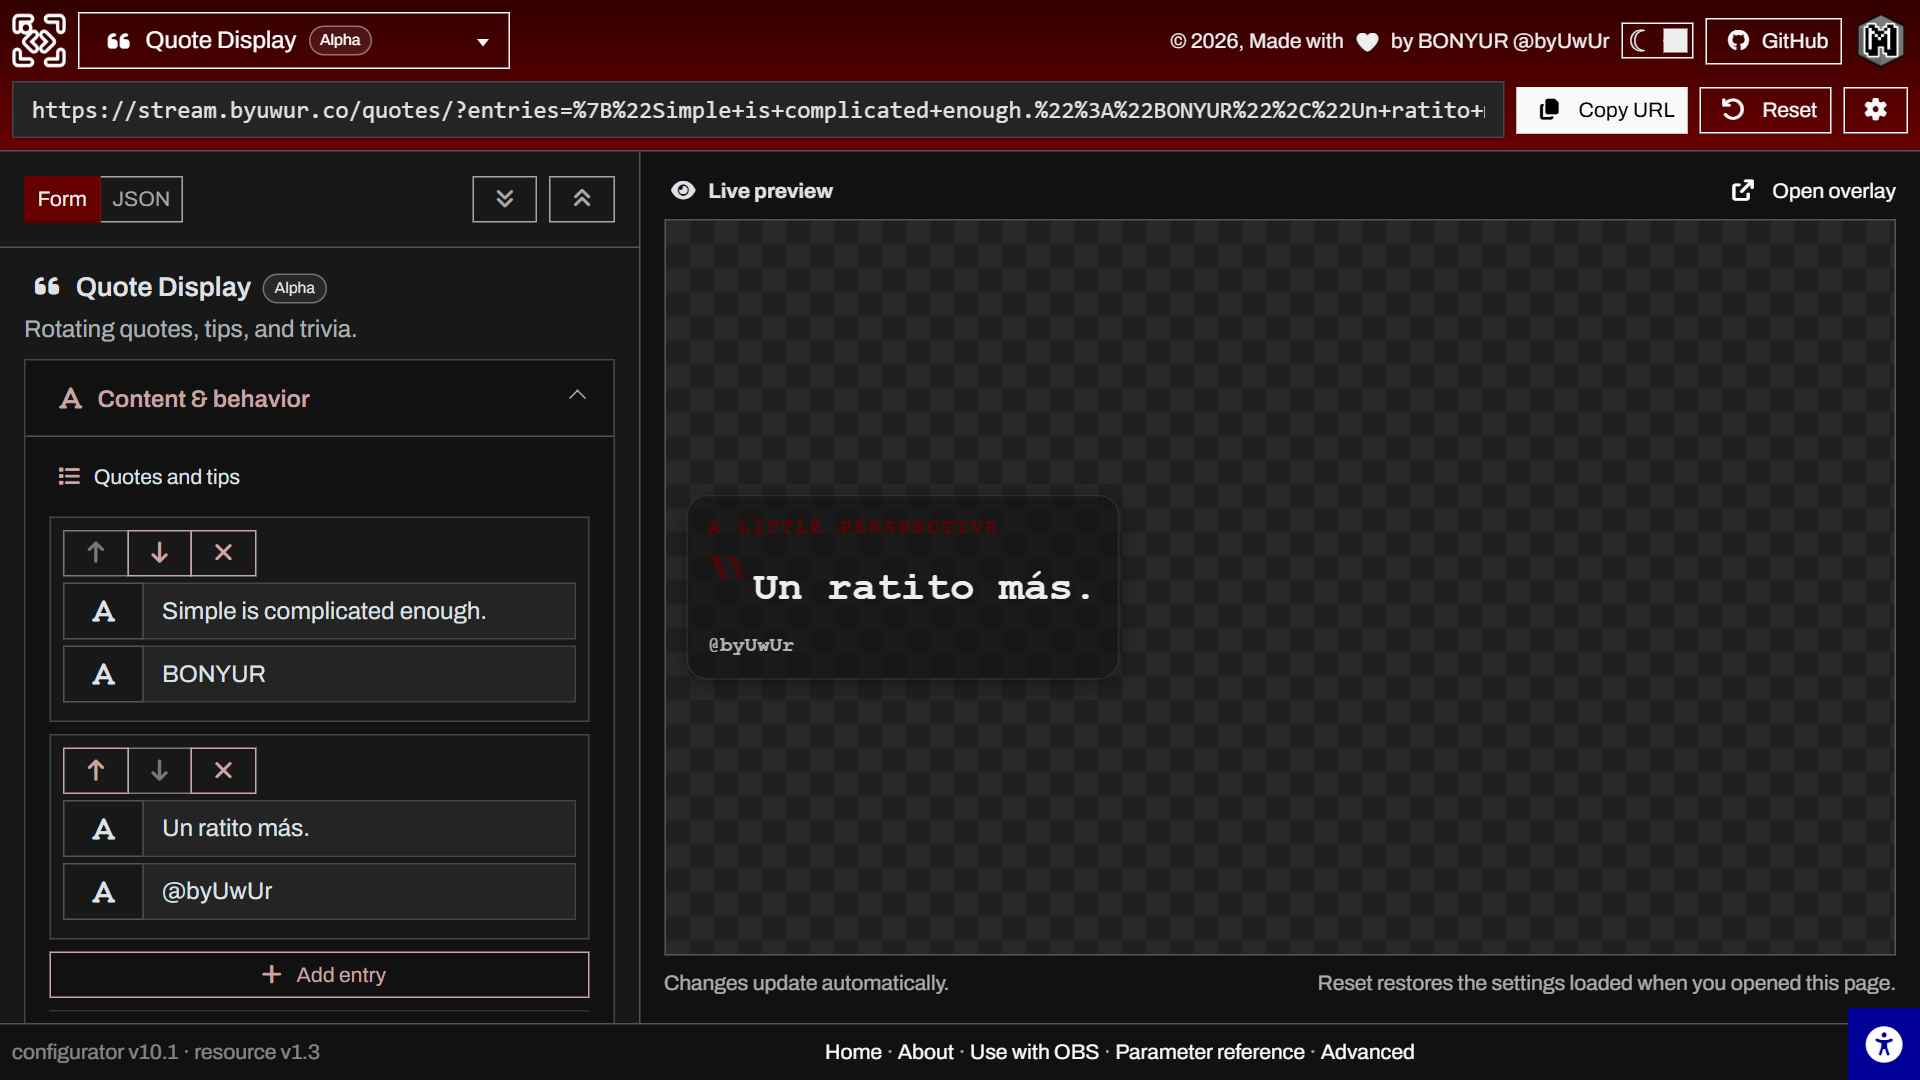 Quote Display Alpha
© 2026, Made with by BONYUR @byUwUr
GitHub
https://stream.byuwur.co/quotes/?entries=%7B%22Simple+is+complicated+enough.%22%3A%22BONYUR%22%2C%22Un+ratito+
Copy URL
Reset
Form
JSON
Live preview
Open overlay
Quote Display Alpha
Rotating quotes, tips, and trivia.
Content & behavior
Quotes and tips
Simple is complicated enough.
BONYUR
Un ratito más.
@byUwUr
Add entry
A LITTLE PERSPECTIVE
Un ratito más.
@byUwUr
Changes update automatically.
Reset restores the settings loaded when you opened this page.
configurator v10.1 · resource v1.3
Home · About · Use with OBS · Parameter reference · Advanced